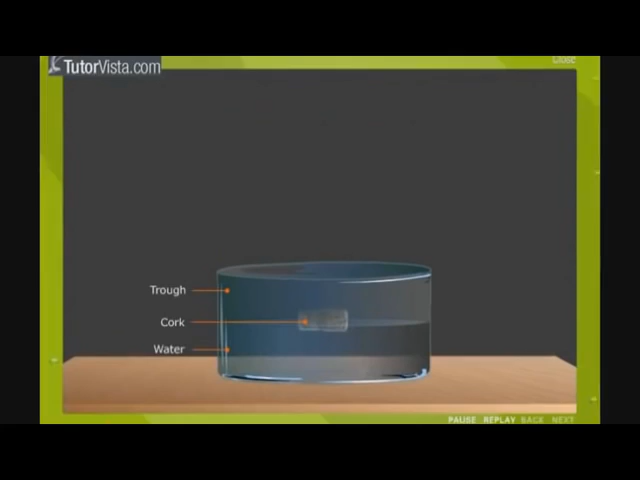 TutorVista.com
Close
Trough
Cork
Water
PAUSE REPLAY BACK NEXT